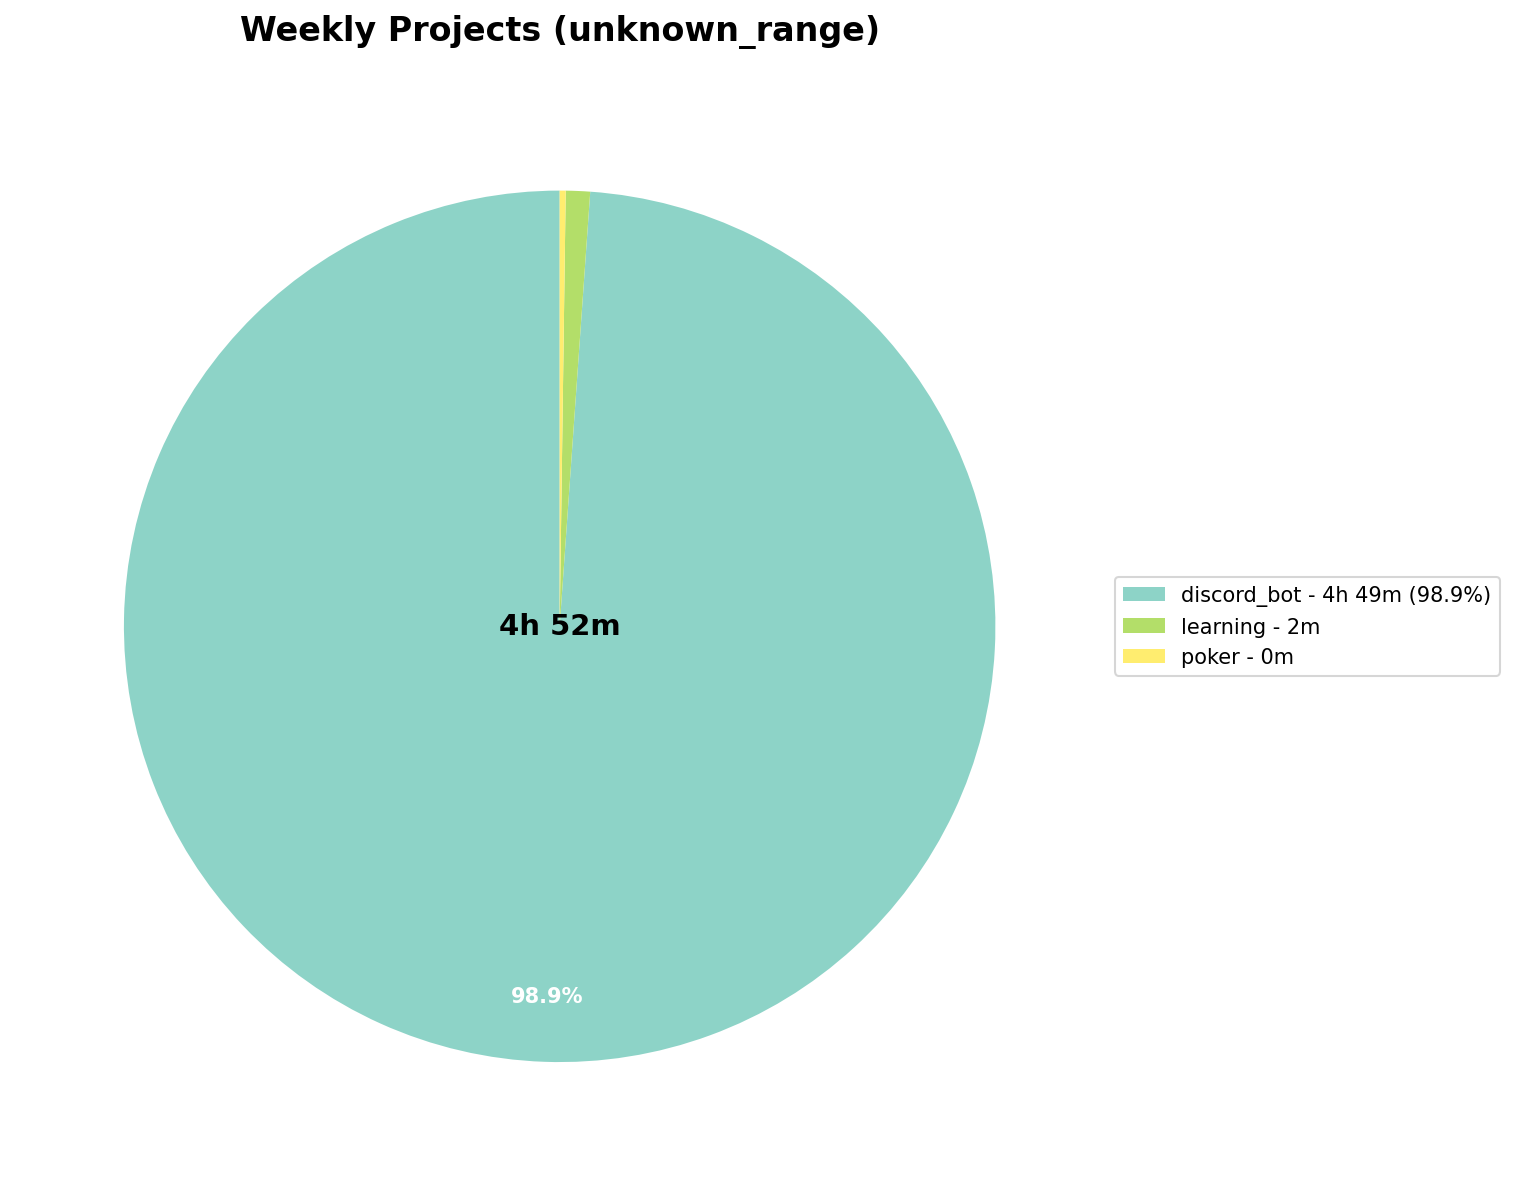 Weekly Projects (unknown_range)
4h 52m
98.9%
discord_bot - 4h 49m (98.9%)
learning - 2m
poker - 0m